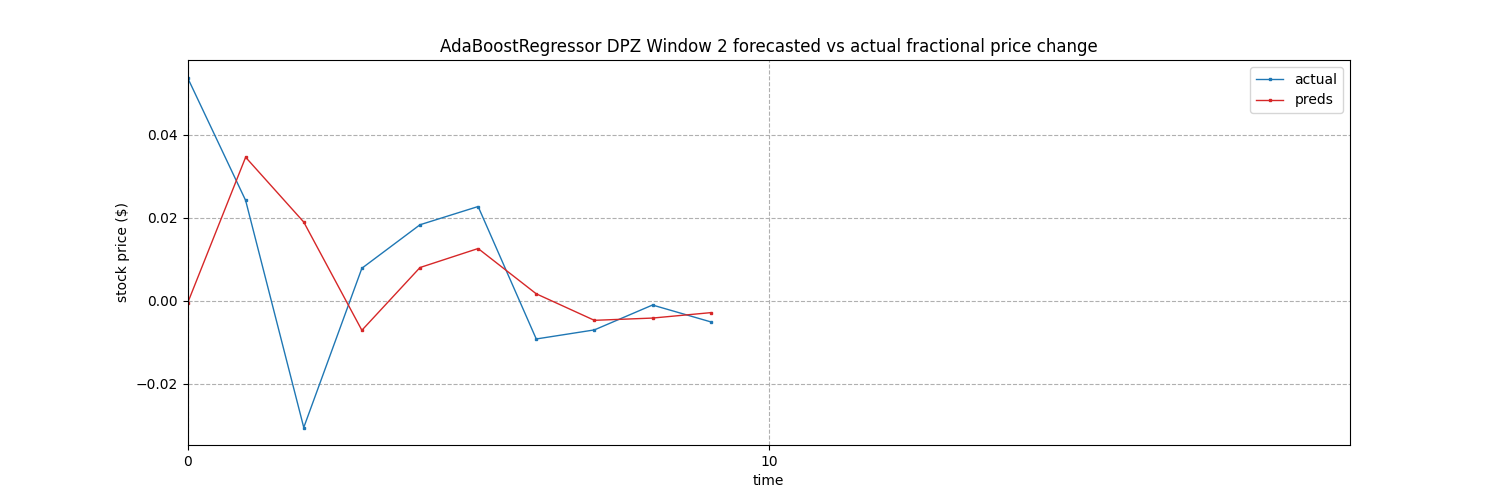 AdaBoostRegressor DPZ Window 2 forecasted vs actual fractional price change
actual
preds
stock price ($)
0.04
0.02
0.00
−0.02
0
10
time